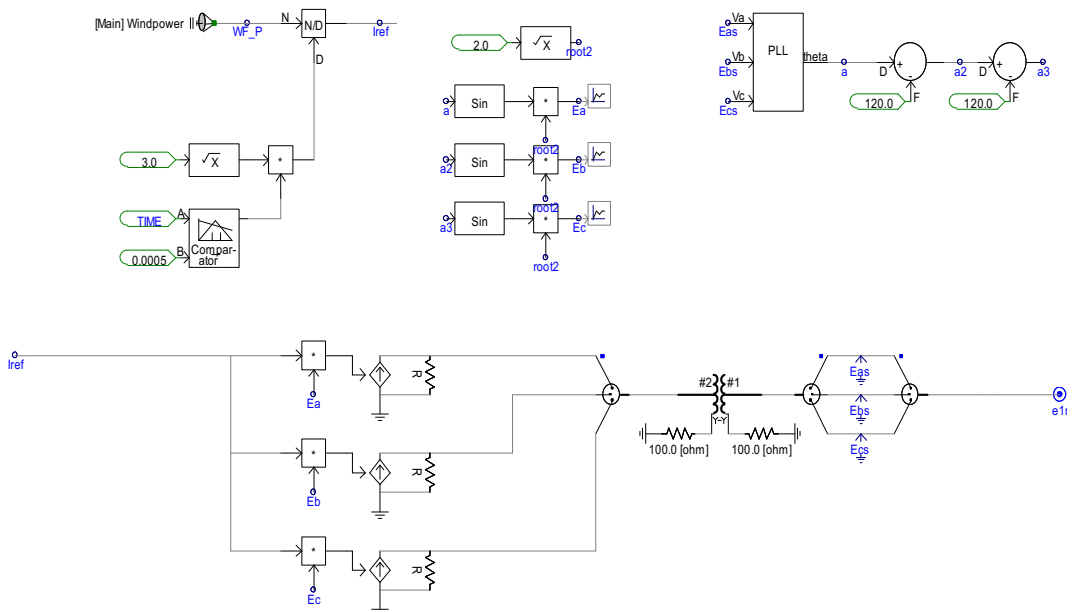 [Main] Windpower
WF_P
N
N/D
D
Iref
3.0
√X
*
TIME
A
0.0005
B
Compar-
ator
2.0
√X
root2
a
Sin
*
Ea
root2
a2
Sin
*
Eb
root2
a3
Sin
*
Ec
root2
Va
Eas
Vb
Ebs
Vc
Ecs
PLL
theta
a
D
+
-
F
120.0
a2
D
+
-
F
120.0
a3
Iref
*
Ea
R
*
Eb
R
*
Ec
R
#2
#1
Y-Y
100.0 [ohm]
100.0 [ohm]
Eas
Ebs
Ecs